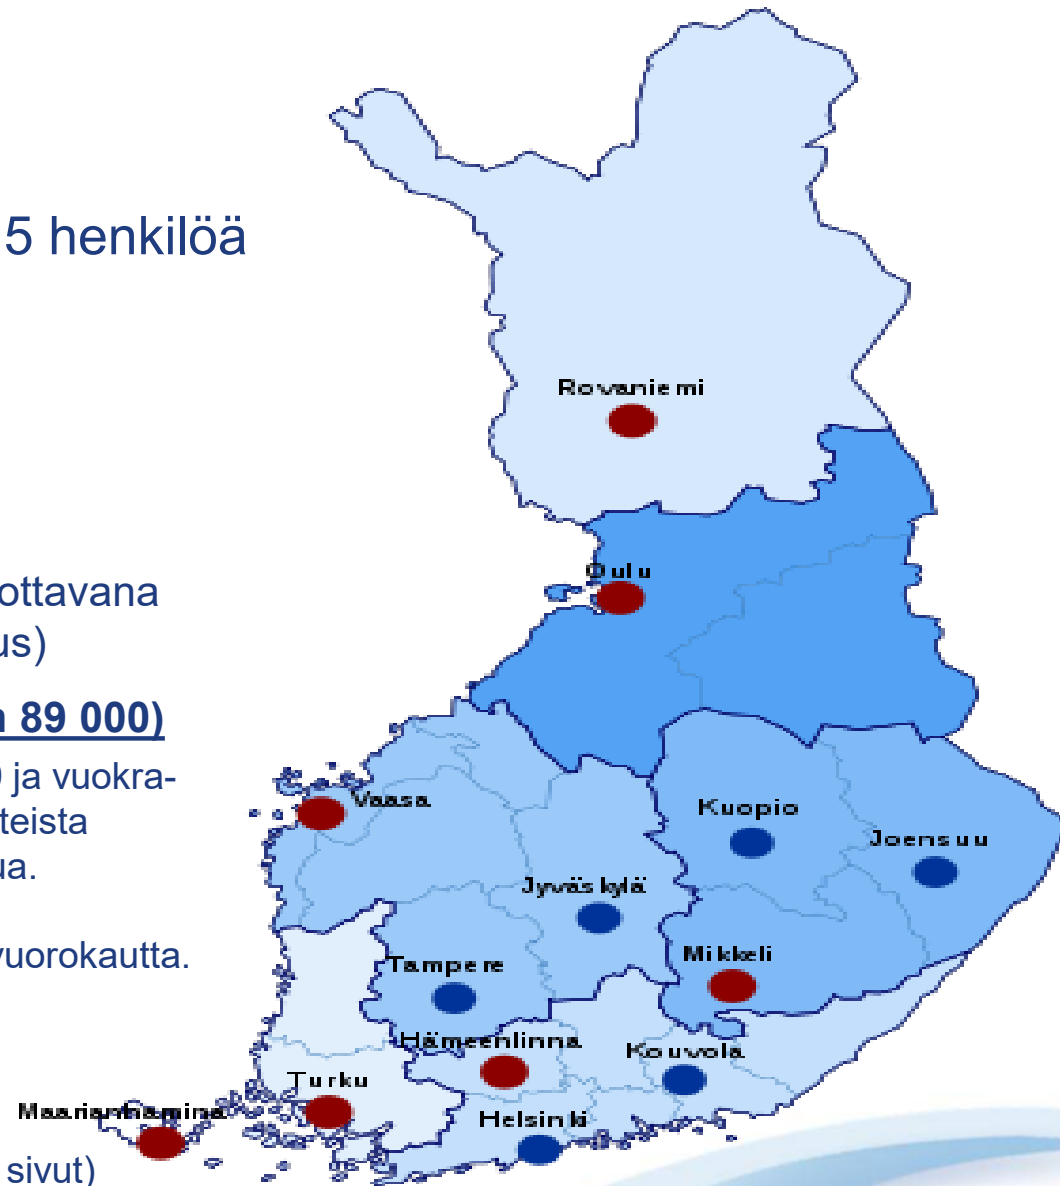 5 henkilöä
ottavana
us)
n 89 000)
) ja vuokra-
teista
ua.
vuorokautta.
sivut)
Rovaniemi
Oulu
Vaasa
Kuopio
Joensuu
Jyväskylä
Mikkeli
Tampere
Hämeenlinna
Kouvola
Turku
Maarianhamina
Helsinki